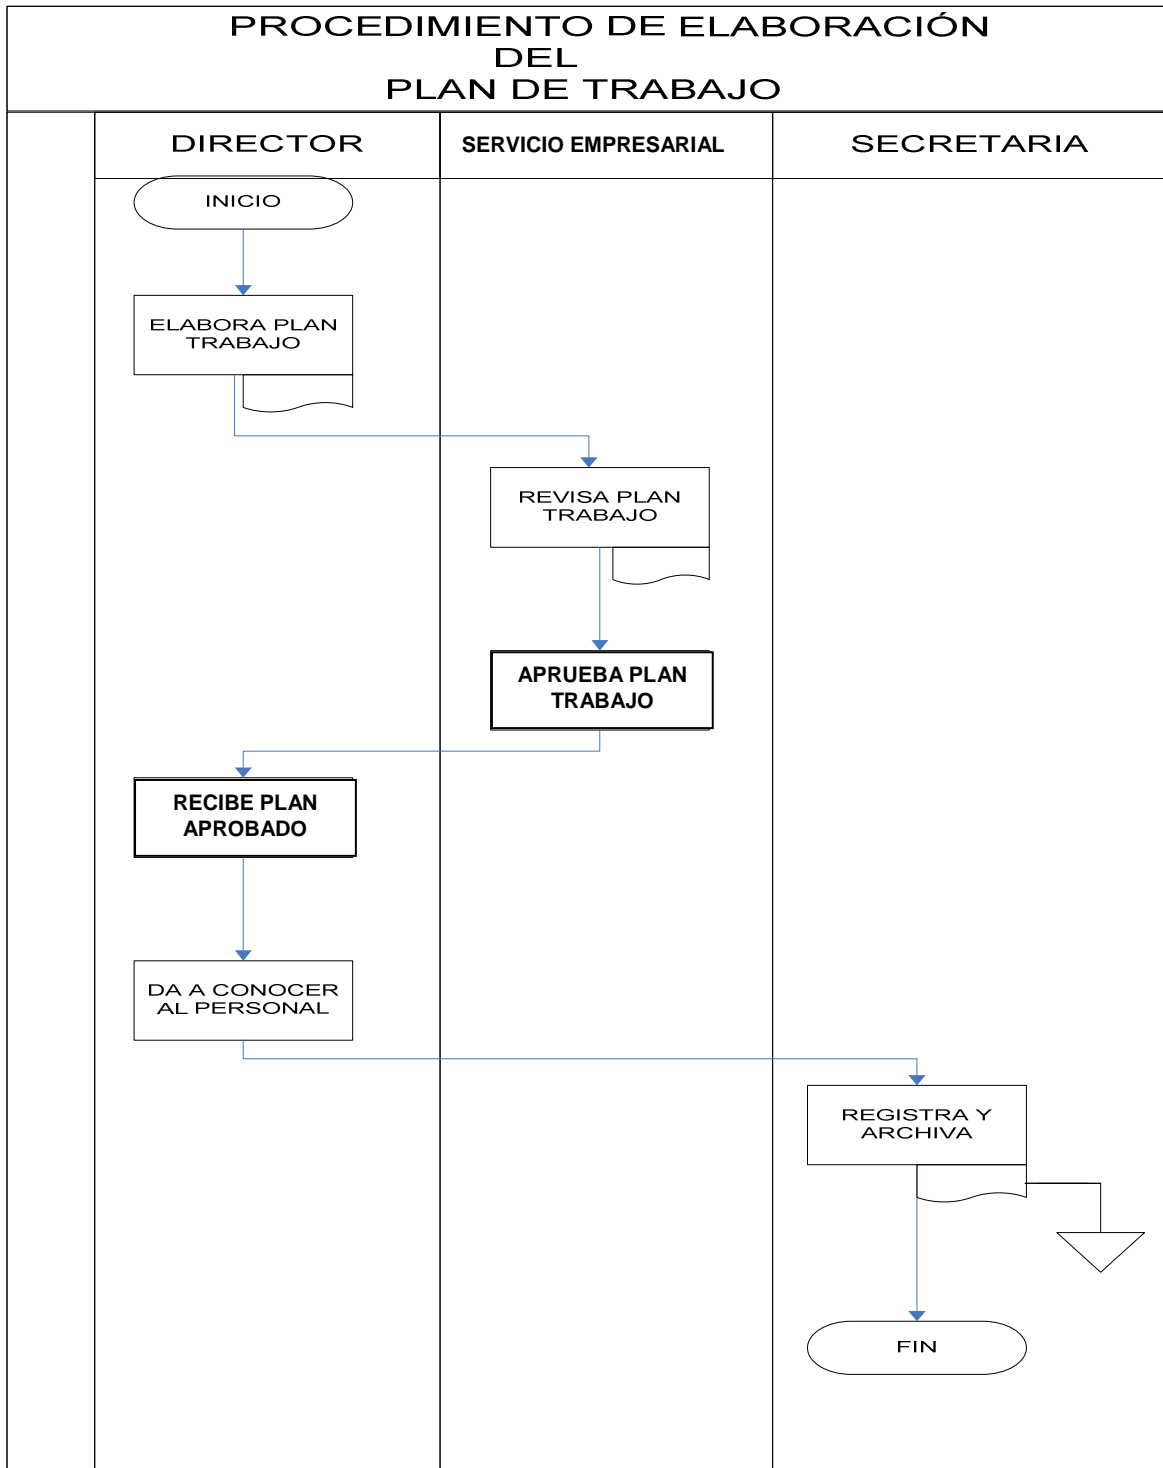 PROCEDIMIENTO DE ELABORACIÓN
DEL
PLAN DE TRABAJO
DIRECTOR
SERVICIO EMPRESARIAL
SECRETARIA
INICIO
ELABORA PLAN
TRABAJO
REVISA PLAN
TRABAJO
APRUEBA PLAN
TRABAJO
RECIBE PLAN
APROBADO
DA A CONOCER
AL PERSONAL
REGISTRA Y
ARCHIVA
FIN